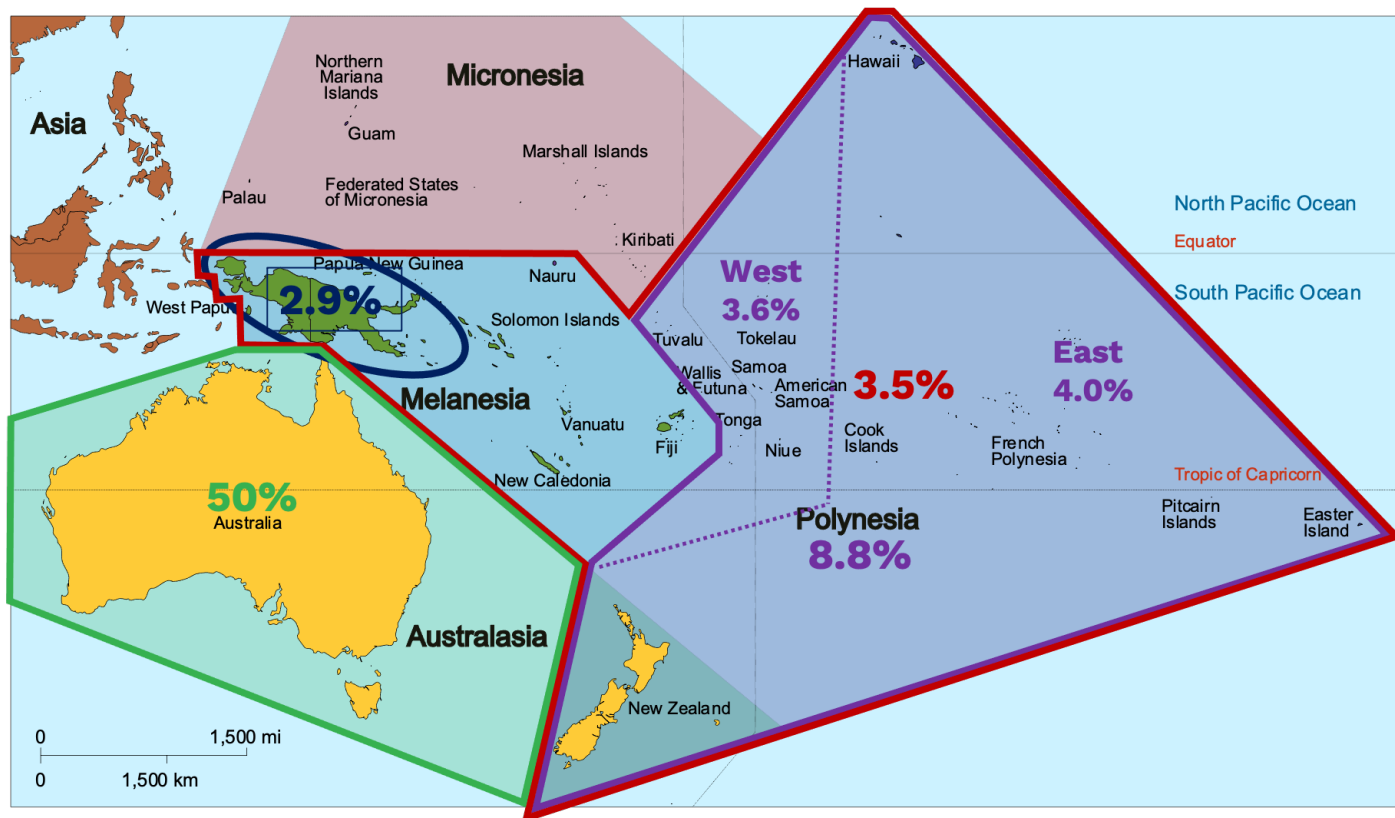 Northern
Mariana
Islands
Micronesia
Hawaii
Asia
Guam
Marshall Islands
Palau
Federated States
of Micronesia
North Pacific Ocean
Kiribati
Equator
Papua New Guinea
Nauru
West
3.6%
South Pacific Ocean
2.9%
West Papu
Solomon Islands
Tuvalu
Tokelau
East
4.0%
Wallis
& Futuna
Samoa
American
Samoa
3.5%
Melanesia
Vanuatu
Fiji
Tonga
Niue
Cook
Islands
French
Polynesia
New Caledonia
Tropic of Capricorn
50%
Australia
Polynesia
8.8%
Pitcairn
Islands
Easter
Island
Australasia
New Zealand
0
1,500 mi
0
1,500 km